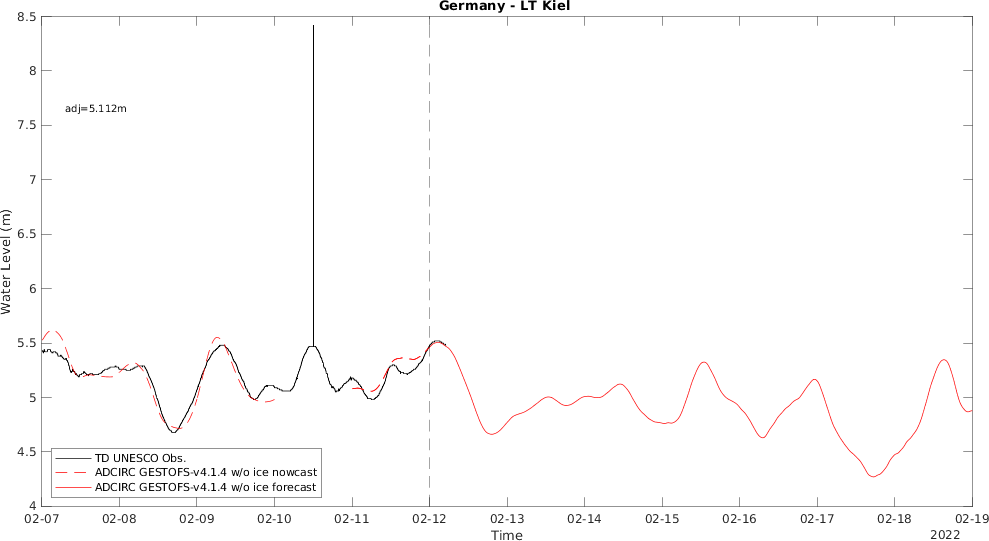 Germany - LT Kiel
8.5
8
7.5
7
6.5
6
5.5
5
4.5
4
Water Level (m)
adj=5.112m
TD UNESCO Obs.
ADCIRC GESTOFS-v4.1.4 w/o ice nowcast
ADCIRC GESTOFS-v4.1.4 w/o ice forecast
02-07 02-08 02-09 02-10 02-11 02-12 02-13 02-14 02-15 02-16 02-17 02-18 02-19
Time
2022